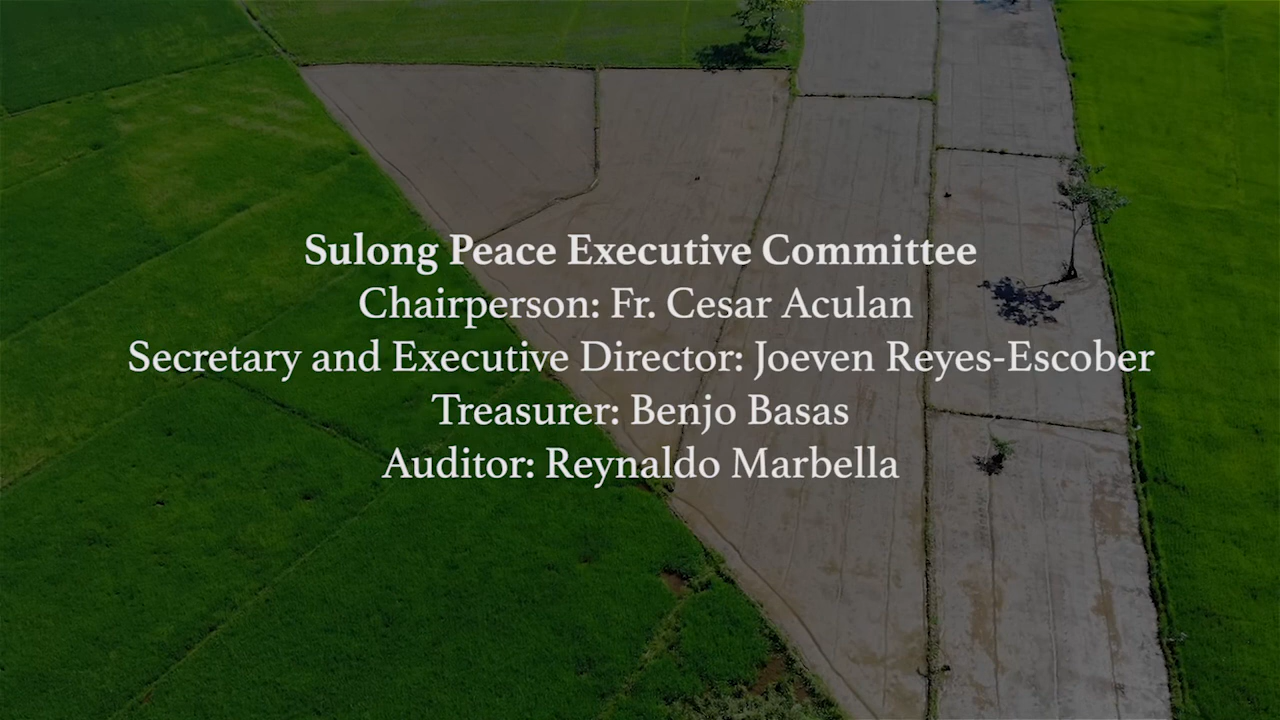 Sulong Peace Executive Committee
Chairperson: Fr. Cesar Aculan
Secretary and Executive Director: Joeven Reyes-Escober
Treasurer: Benjo Basas
Auditor: Reynaldo Marbella